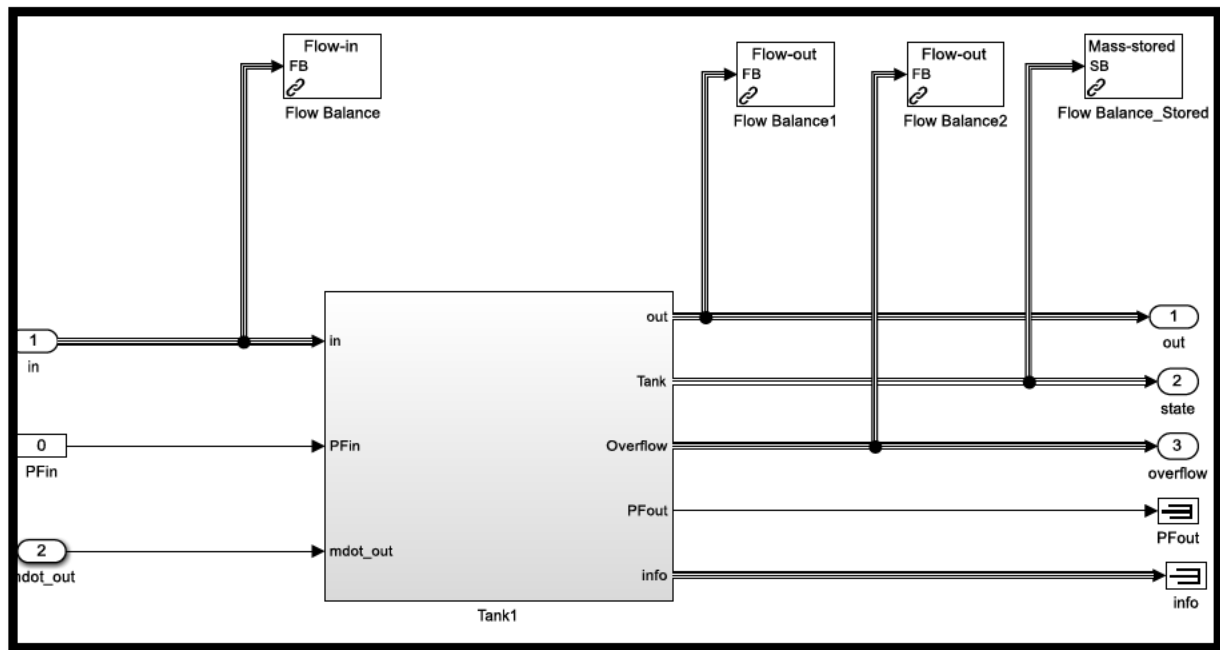 Flow-in
FB
Flow Balance
Flow-out
FB
Flow Balance1
Flow-out
FB
Flow Balance2
Mass-stored
SB
Flow Balance_Stored
1
in
0
PFin
2
ndot_out
in
PFin
mdot_out
out
Tank
Overflow
PFout
info
Tank1
1
out
2
state
3
overflow
PFout
info